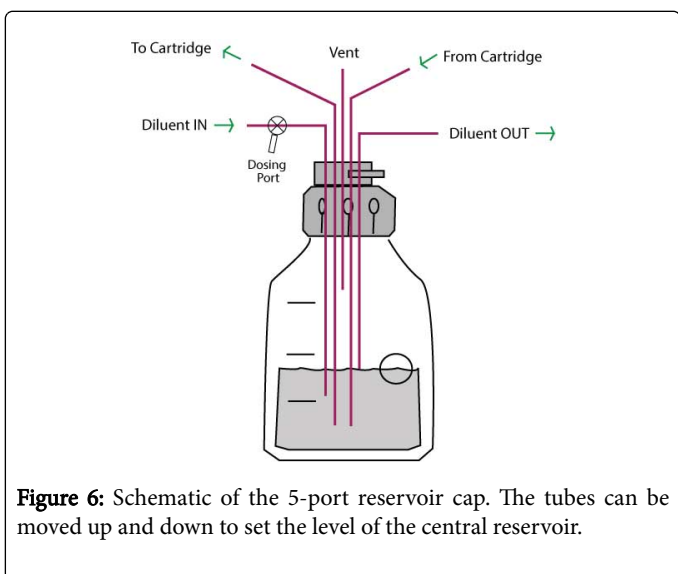 To Cartridge
Vent
From Cartridge
Diluent IN
Diluent OUT
Dosing
Port
Figure 6: Schematic of the 5-port reservoir cap. The tubes can be
moved up and down to set the level of the central reservoir.